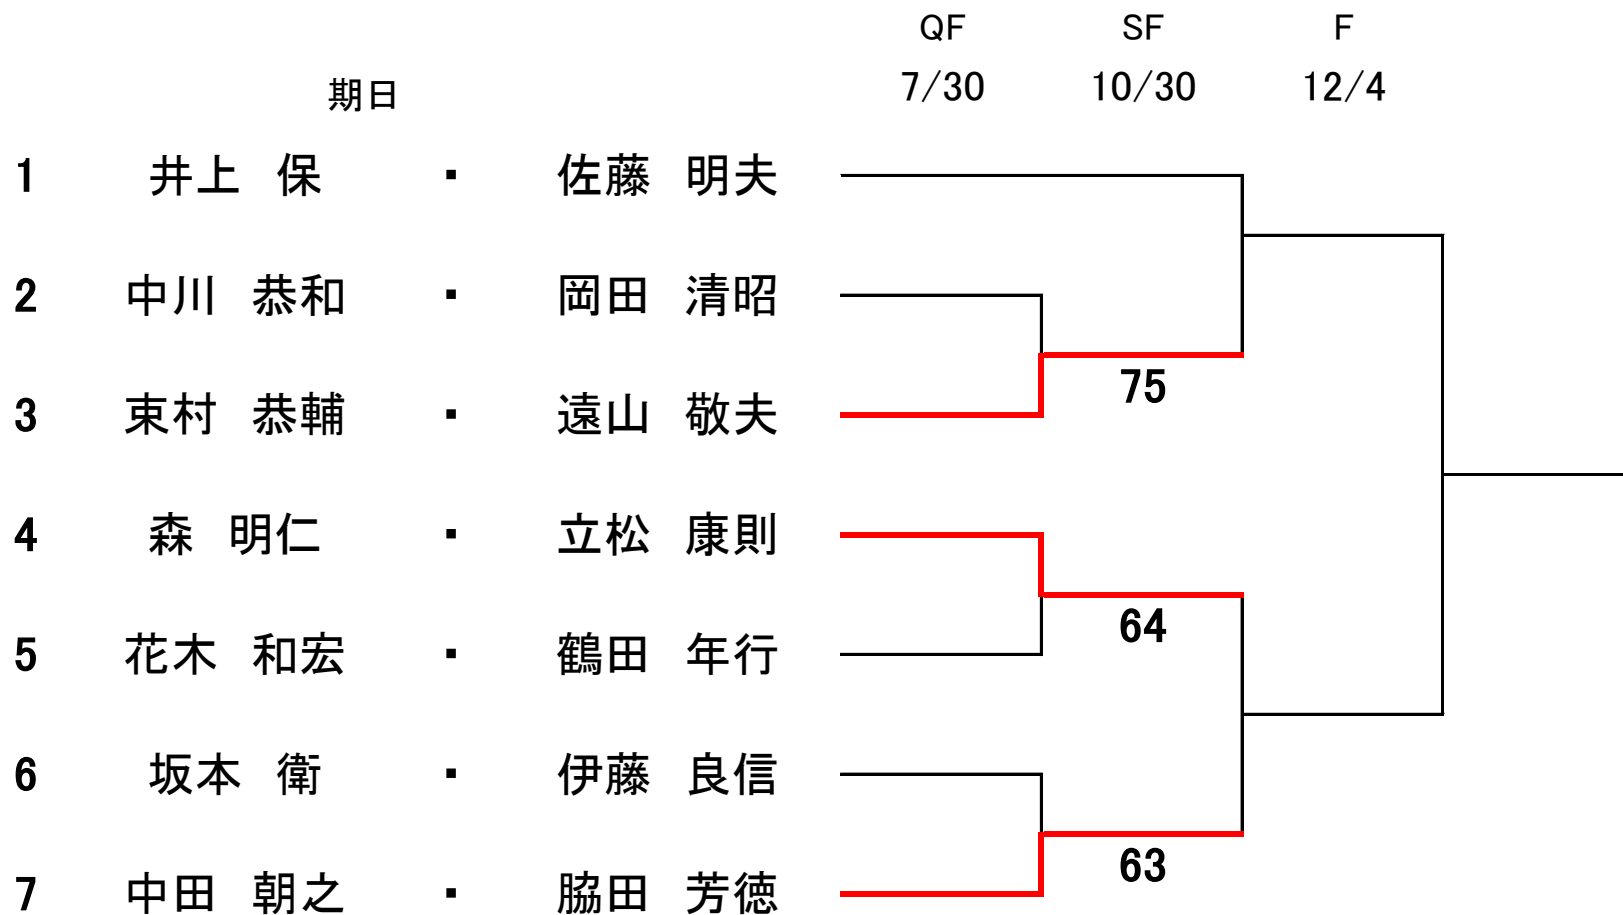 QF SF F
期日 7/30 10/30 12/4
1 井上 保 ・ 佐藤 明夫
2 中川 恭和 ・ 岡田 清昭
3 束村 恭輔 ・ 遠山 敬夫
75
4 森 明仁 ・ 立松 康則
64
5 花木 和宏 ・ 鶴田 年行
6 坂本 衛 ・ 伊藤 良信
63
7 中田 朝之 ・ 脇田 芳徳